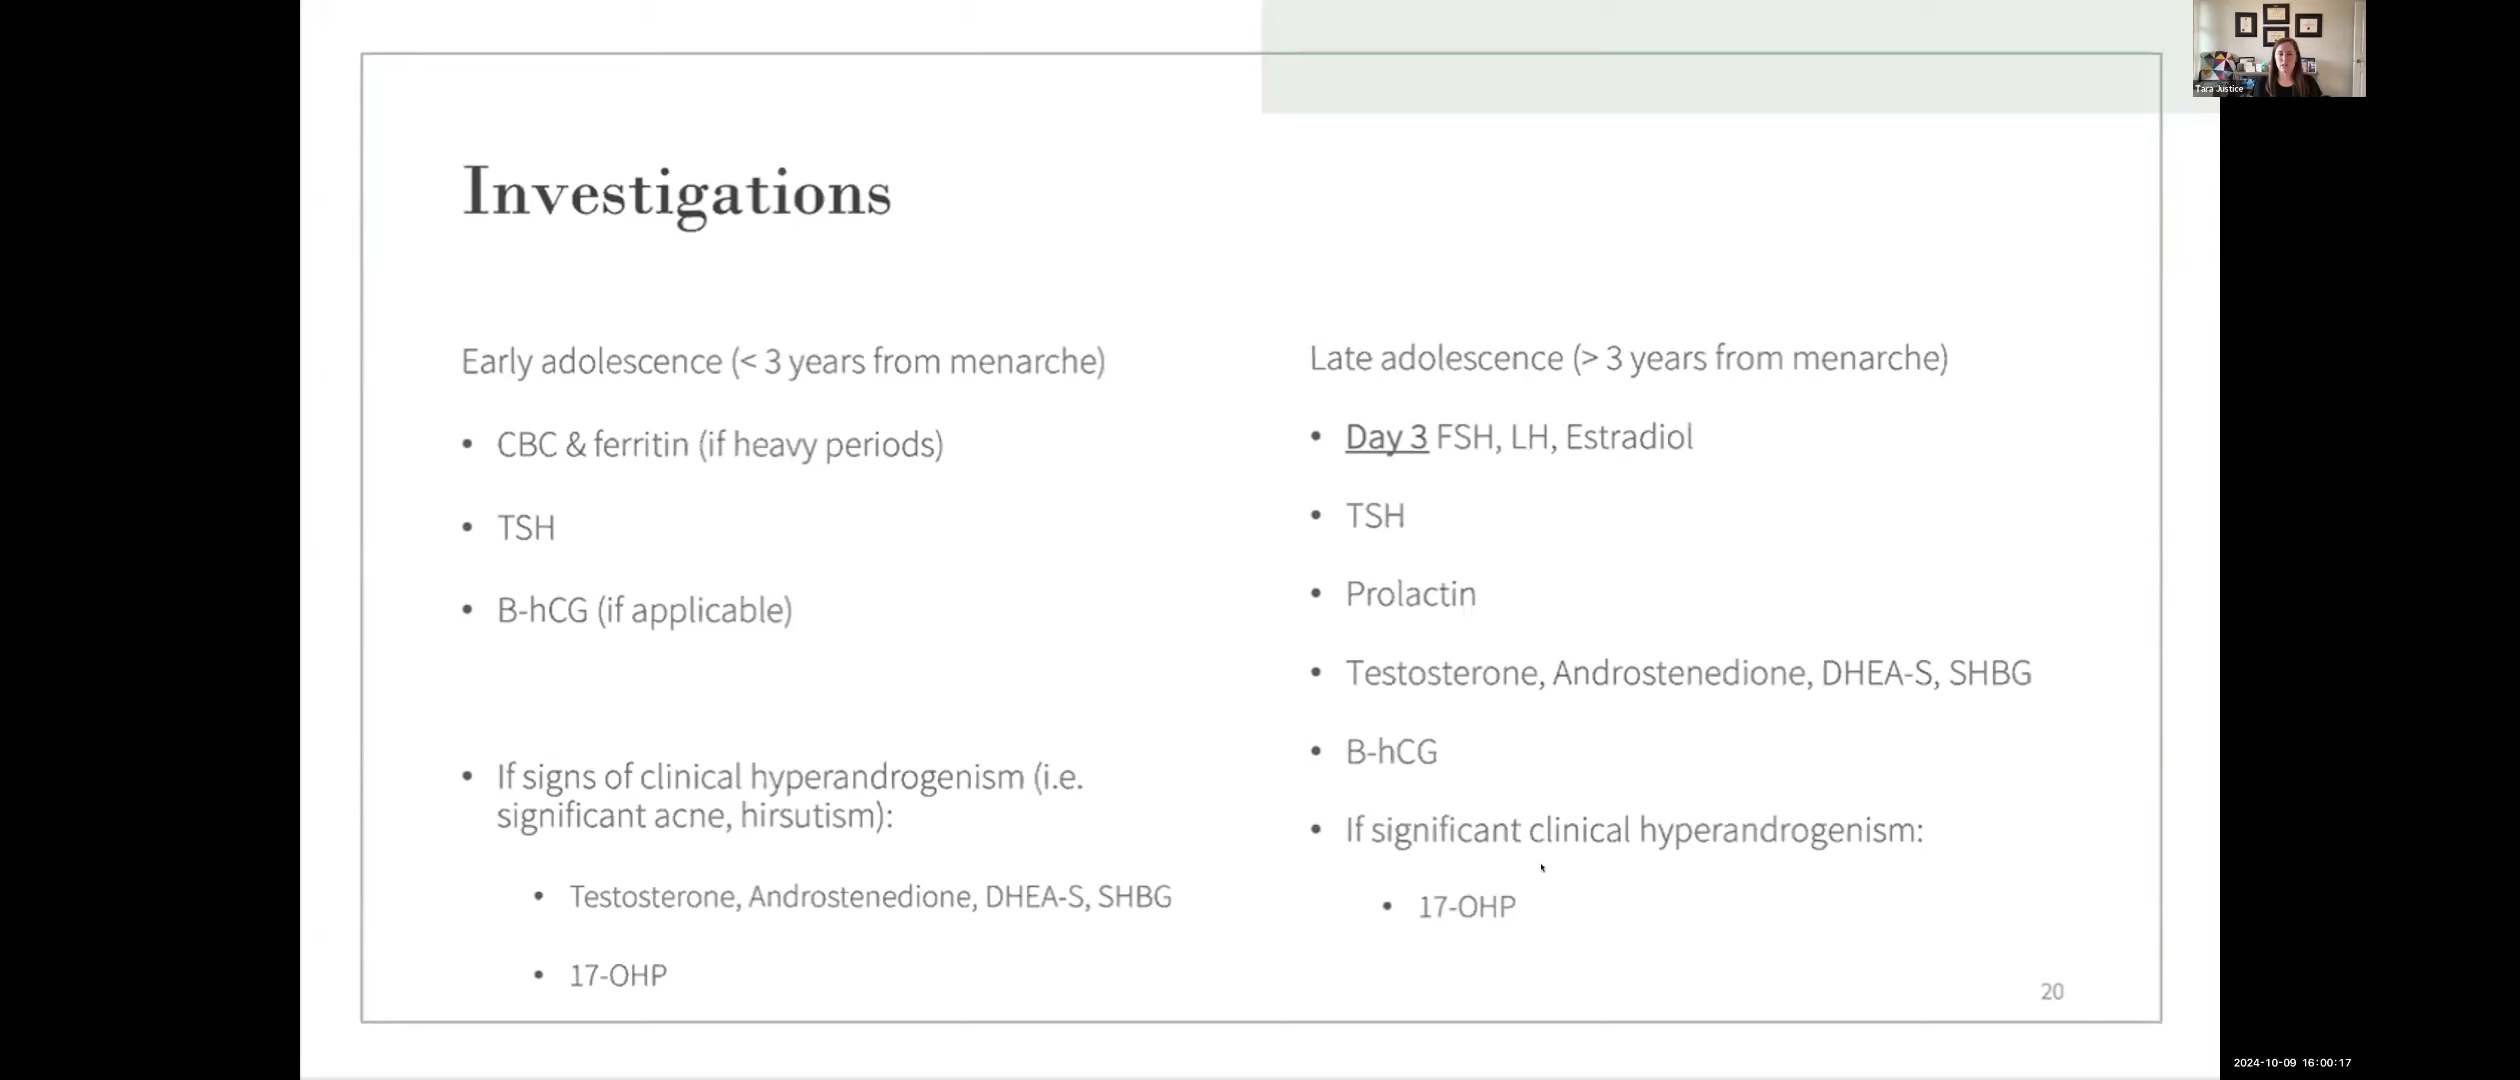 Tara Justice
Investigations
Early adolescence (< 3 years from menarche)
• CBC & ferritin (if heavy periods)
• TSH
• B-hCG (if applicable)
• If signs of clinical hyperandrogenism (i.e.
significant acne, hirsutism):
• Testosterone, Androstenedione, DHEA-S, SHBG
• 17-OHP
Late adolescence (> 3 years from menarche)
• Day 3 FSH, LH, Estradiol
• TSH
• Prolactin
• Testosterone, Androstenedione, DHEA-S, SHBG
• B-hCG
• If significant clinical hyperandrogenism:
• 17-OHP
20
2024-10-09 16:00:17